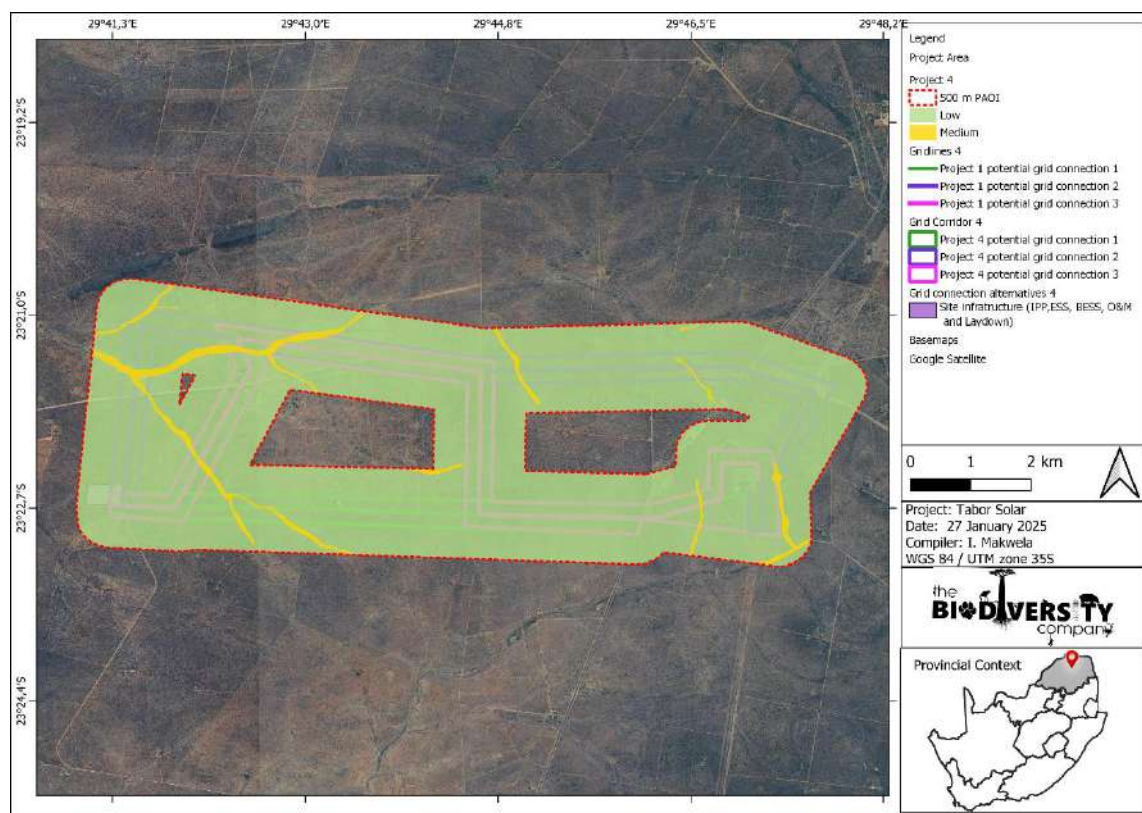 29°41,3'E
29°43,0'E
29°44,8'E
29°46,5'E
29°48,2'E
23°19,2'S
23°21,0'S
23°22,7'S
23°24,4'S
Legend
Project Area
Project 4
500 m PAOI
Low
Medium
Gridlines 4
Project 1 potential grid connection 1
Project 1 potential grid connection 2
Project 1 potential grid connection 3
Grid Corridor 4
Project 4 potential grid connection 1
Project 4 potential grid connection 2
Project 4 potential grid connection 3
Grid connection alternatives 4
Site infratructure (IPP,ESS, BESS, O&M
and Laydown)
Basemaps
Google Satellite
0 1 2 km
Project: Tabor Solar
Date: 27 January 2025
Compiler: I. Makwela
WGS 84 / UTM zone 35S
the
BIODIVERSITY
company
Provincial Context